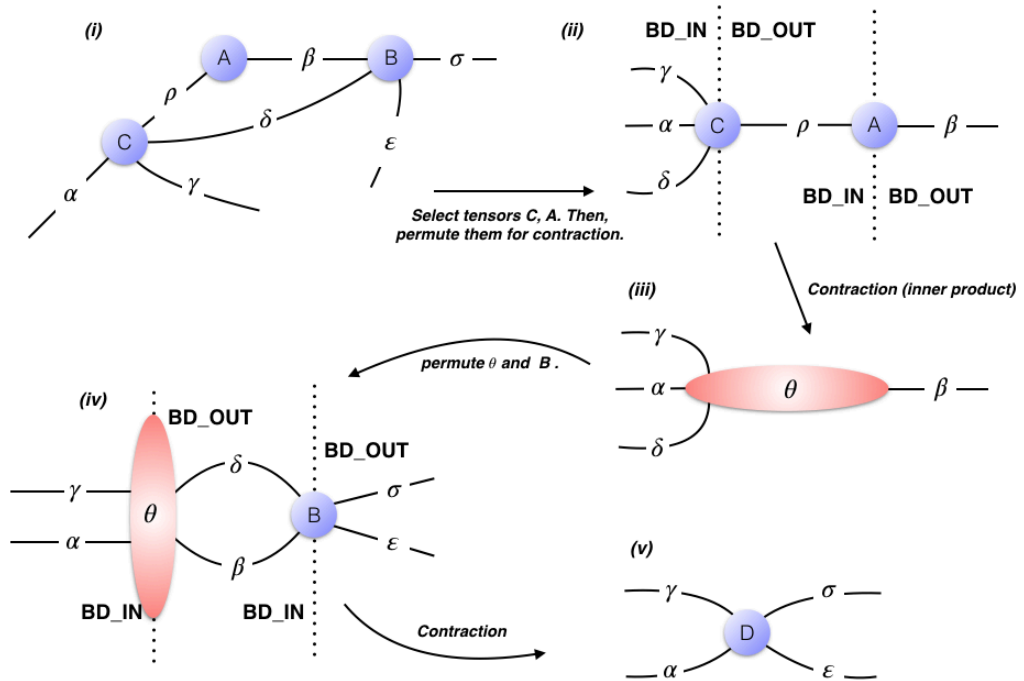 (i)
A
β
B
σ
ρ
δ
C
ε
α
γ
Select tensors C, A. Then,
permute them for contraction.
(ii)
BD_IN
BD_OUT
γ
α
C
ρ
A
β
δ
BD_IN
BD_OUT
Contraction (inner product)
(iii)
γ
α
θ
β
δ
permute θ and B .
(iv)
BD_OUT
BD_OUT
δ
σ
γ
θ
B
α
ε
β
BD_IN
BD_IN
Contraction
(v)
γ
σ
D
α
ε